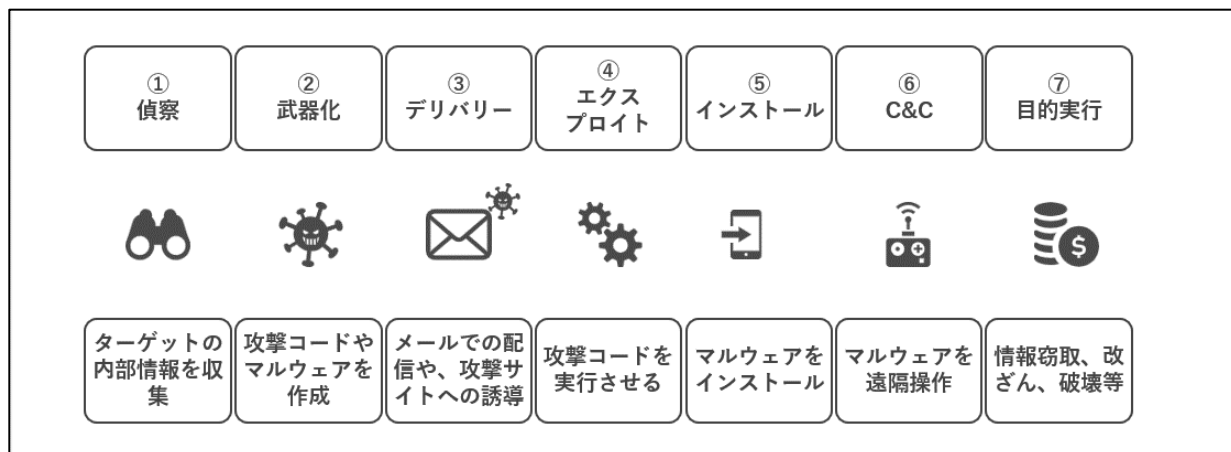 ①
偵察
②
武器化
③
デリバリー
④
エクス
プロイト
⑤
インストール
⑥
C&C
⑦
目的実行
$
ターゲットの
内部情報を収
集
攻撃コードや
マルウェアを
作成
メールでの配
信や、攻撃サ
イトへの誘導
攻撃コードを
実行させる
マルウェアを
インストール
マルウェアを
遠隔操作
情報窃取、改
ざん、破壊等